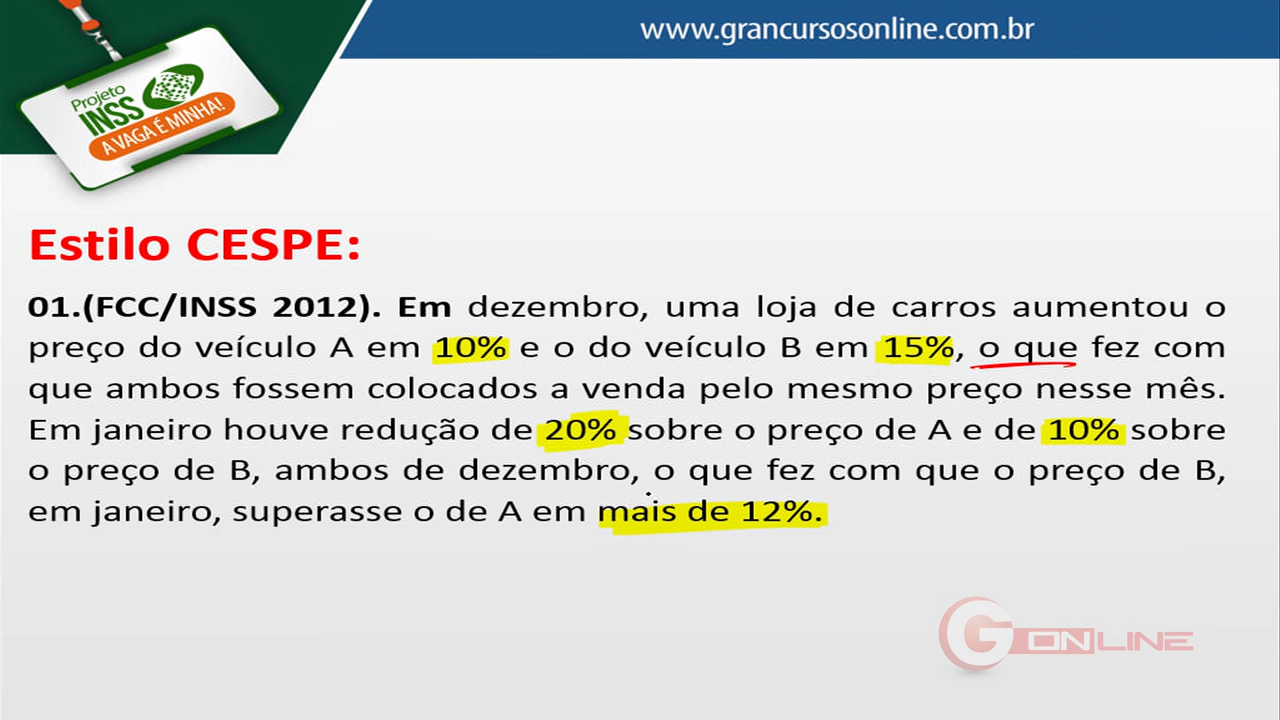 www.grancursosonline.com.br
Projeto
INSS
A VAGA É MINHA!
Estilo CESPE:
01.(FCC/INSS 2012). Em dezembro, uma loja de carros aumentou o
preço do veículo A em 10% e o do veículo B em 15%, o que fez com
que ambos fossem colocados a venda pelo mesmo preço nesse mês.
Em janeiro houve redução de 20% sobre o preço de A e de 10% sobre
o preço de B, ambos de dezembro, o que fez com que o preço de B,
em janeiro, superasse o de A em mais de 12%.
G ONLINE